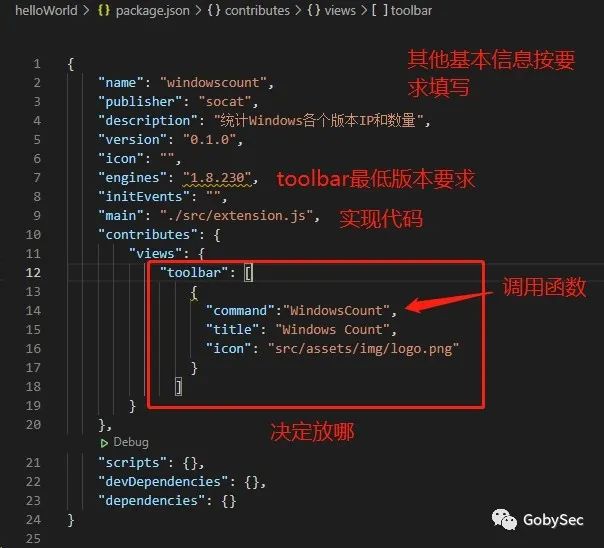 helloWorld > {} package.json > {} contributes > {} views > [ ] toolbar
1 {
其他基本信息按要
求填写
2 "name": "windowscount",
3 "publisher": "socat",
4 "description": "统计Windows各个版本IP和数量",
5 "version": "0.1.0",
6 "icon": "",
7 "engines": "1.8.230", toolbar最低版本要求
8 "initEvents": "",
9 "main": "./src/extension.js", 实现代码
10 "contributes": {
11 "views": {
12 "toolbar": [
13 {
14 "command":"WindowsCount", 调用函数
15 "title": "Windows Count",
16 "icon": "src/assets/img/logo.png"
17 }
18 ]
19 }
20 },
决定放哪
Debug
21 "scripts": {},
22 "devDependencies": {},
23 "dependencies": {}
24 }
25
GobySec